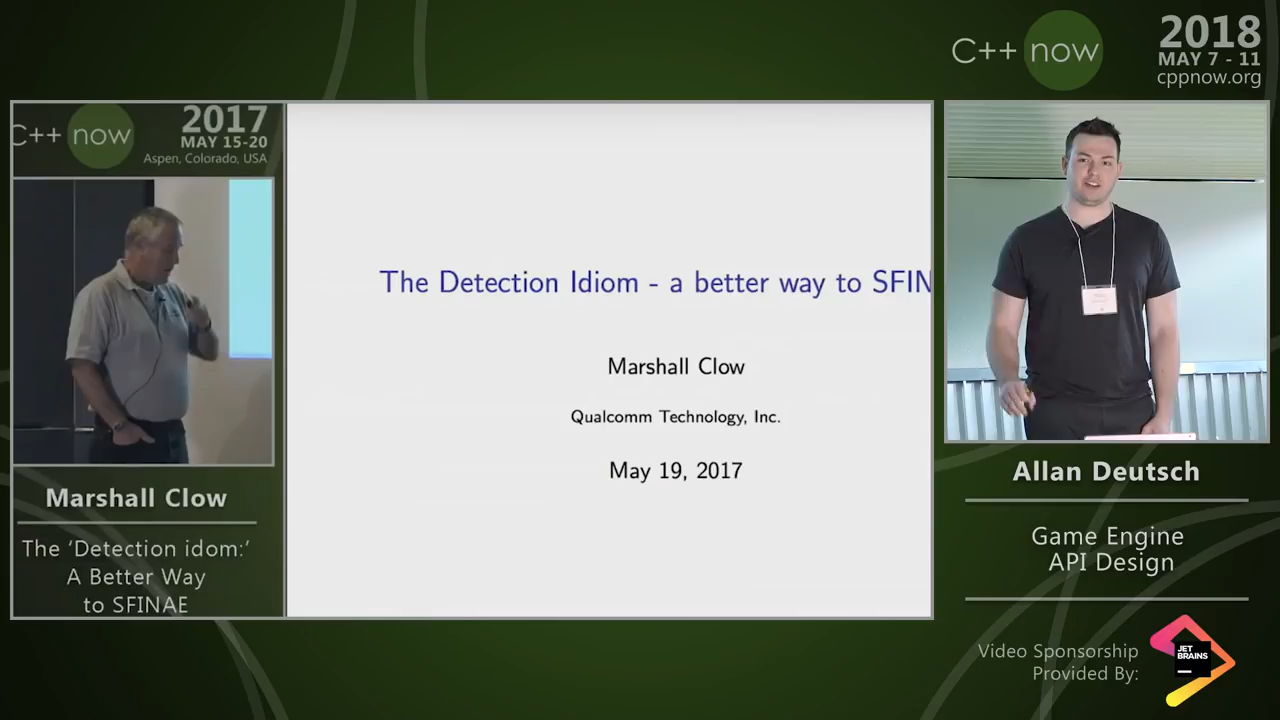 C++ now
2018
MAY 7 - 11
cppnow.org
C++ now
2017
MAY 15-20
Aspen, Colorado, USA
The Detection Idiom - a better way to SFIN
Marshall Clow
Qualcomm Technology, Inc.
May 19, 2017
Marshall Clow
The ‘Detection idom:’
A Better Way
to SFINAE
Allan Deutsch
Game Engine
API Design
Video Sponsorship
Provided By:
JET
BRAINS